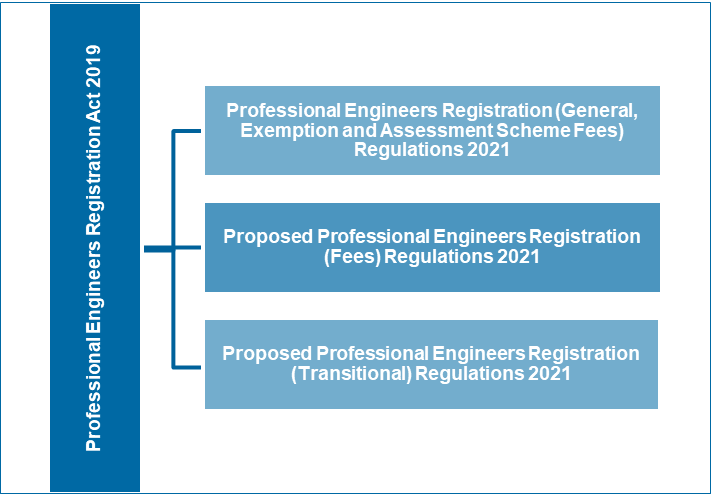 Professional Engineers Registration Act 2019
Professional Engineers Registration (General,
Exemption and Assessment Scheme Fees)
Regulations 2021
Proposed Professional Engineers Registration
(Fees) Regulations 2021
Proposed Professional Engineers Registration
(Transitional) Regulations 2021